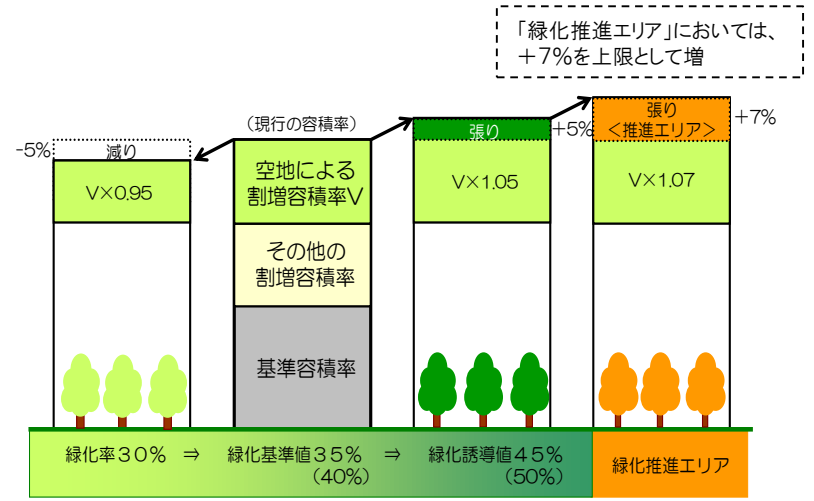 「緑化推進エリア」においては、
＋7%を上限として増
（現行の容積率）
-5%
減り
V×0.95
空地による
割増容積率V
その他の
割増容積率
基準容積率
張り
+5%
V×1.05
張り
＜推進エリア＞
+7%
V×1.07
緑化率３０％ ⇒ 緑化基準値３５％ ⇒ 緑化誘導値４５％
（40%）
（50%）
緑化推進エリア